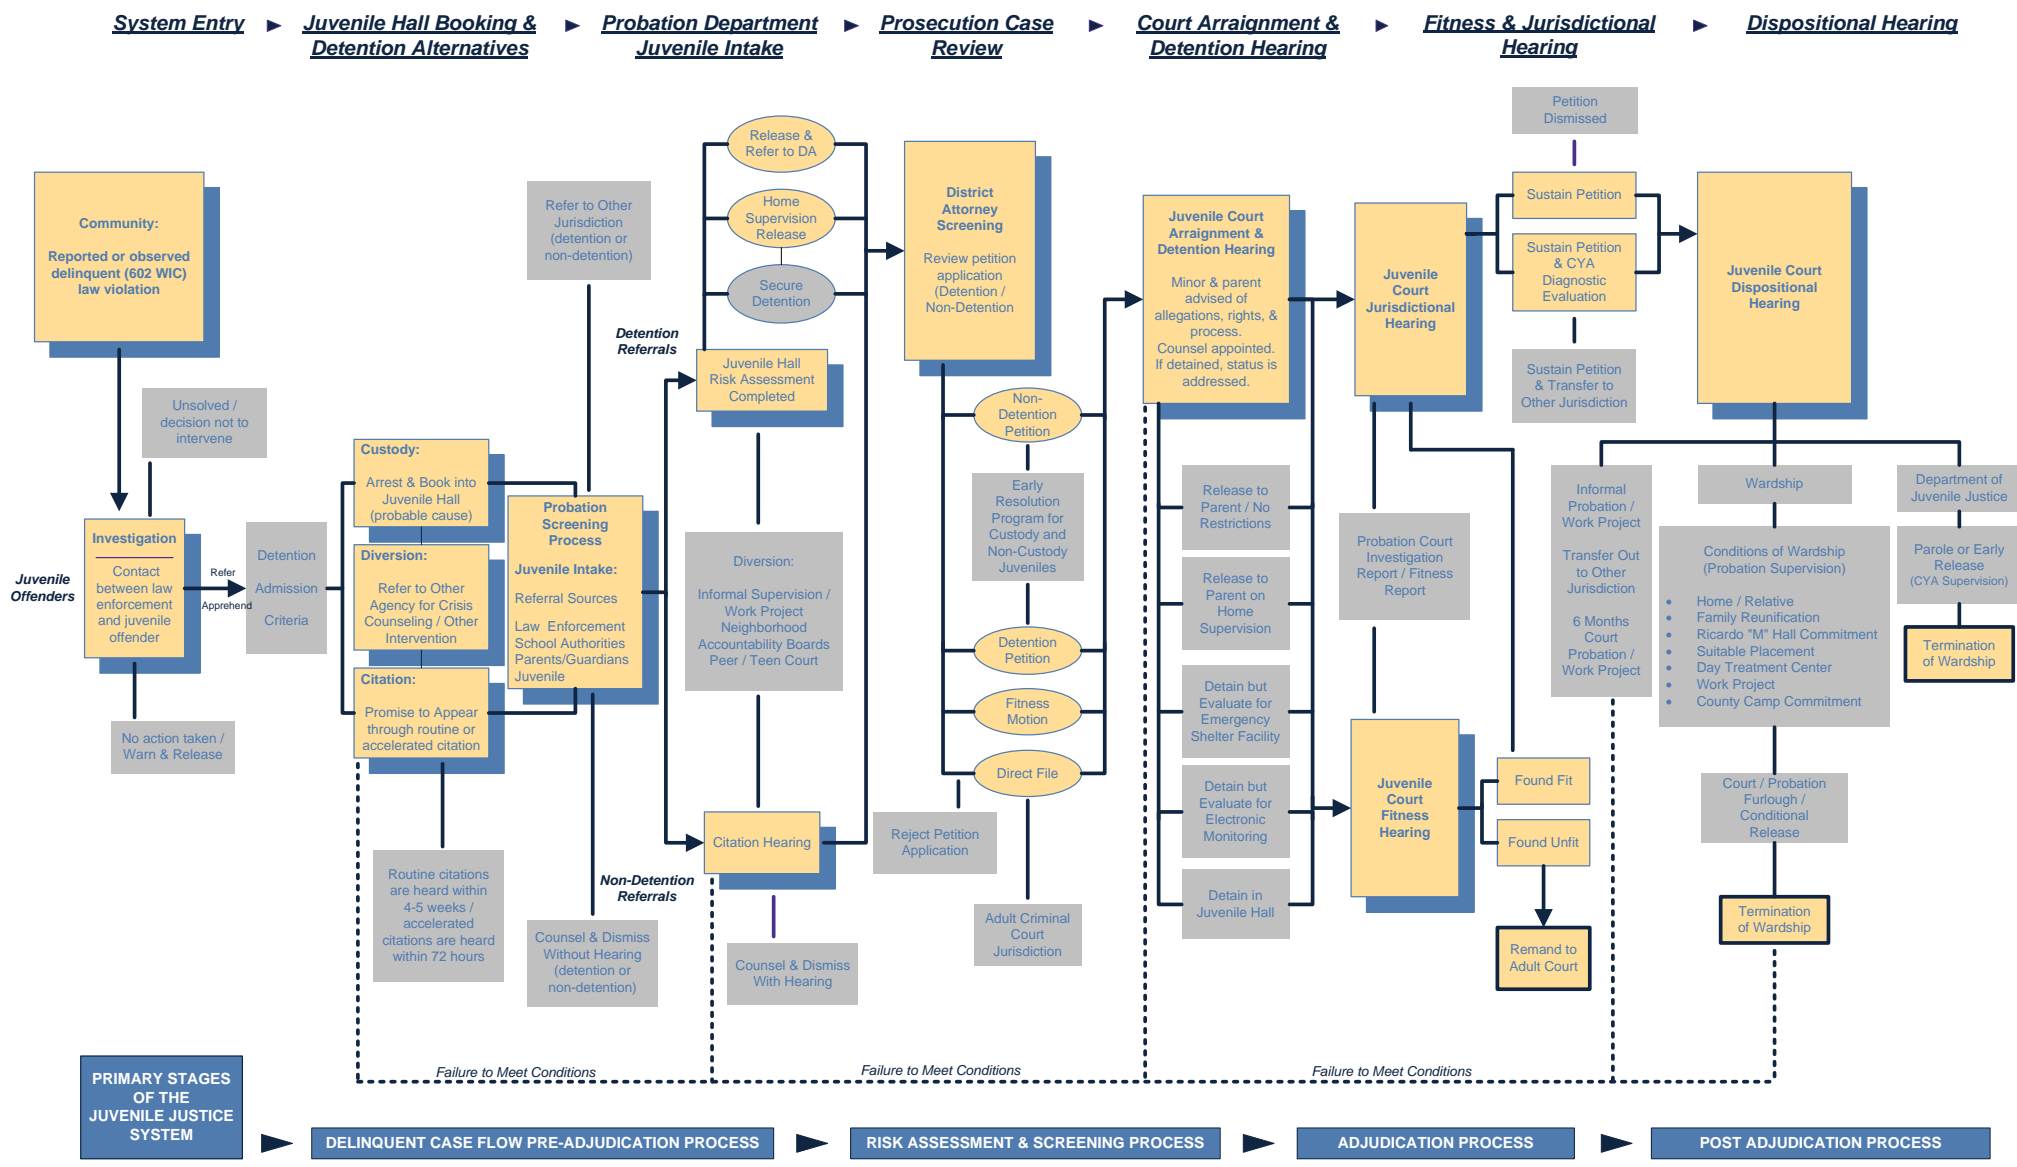 System Entry
Juvenile Hall Booking &
Detention Alternatives
Probation Department
Juvenile Intake
Prosecution Case
Review
Court Arraignment &
Detention Hearing
Fitness & Jurisdictional
Hearing
Dispositional Hearing
Community:
Reported or observed
delinquent (602 WIC)
law violation
Unsolved /
decision not to
intervene
Juvenile
Offenders
Investigation
Contact
between law
enforcement
and juvenile
offender
Refer
Apprehend
No action taken /
Warn & Release
Detention
Admission
Criteria
Custody:
Arrest & Book into
Juvenile Hall
(probable cause)
Diversion:
Refer to Other
Agency for Crisis
Counseling / Other
Intervention
Citation:
Promise to Appear
through routine or
accelerated citation
Routine citations
are heard within
4-5 weeks /
accelerated
citations are heard
within 72 hours
Refer to Other
Jurisdiction
(detention or
non-detention)
Probation
Screening
Process
Juvenile Intake:
Referral Sources
Law Enforcement
School Authorities
Parents/Guardians
Juvenile
Counsel & Dismiss
Without Hearing
(detention or
non-detention)
Detention
Referrals
Non-Detention
Referrals
Release &
Refer to DA
Home
Supervision
Release
Secure
Detention
Juvenile Hall
Risk Assessment
Completed
Diversion:
Informal Supervision /
Work Project
Neighborhood
Accountability Boards
Peer / Teen Court
Citation Hearing
Counsel & Dismiss
With Hearing
District
Attorney
Screening
Review petition
application
(Detention /
Non-Detention
Non-
Detention
Petition
Early
Resolution
Program for
Custody and
Non-Custody
Juveniles
Detention
Petition
Fitness
Motion
Direct File
Reject Petition
Application
Adult Criminal
Court
Jurisdiction
Juvenile Court
Arraignment &
Detention Hearing
Minor & parent
advised of
allegations, rights, &
process.
Counsel appointed.
If detained, status is
addressed.
Release to
Parent / No
Restrictions
Release to
Parent on
Home
Supervision
Detain but
Evaluate for
Emergency
Shelter Facility
Detain but
Evaluate for
Electronic
Monitoring
Detain in
Juvenile Hall
Juvenile
Court
Jurisdictional
Hearing
Probation Court
Investigation
Report / Fitness
Report
Juvenile
Court
Fitness
Hearing
Petition
Dismissed
Sustain Petition
Sustain Petition
& CYA
Diagnostic
Evaluation
Sustain Petition
& Transfer to
Other Jurisdiction
Found Fit
Found Unfit
Remand to
Adult Court
Juvenile Court
Dispositional
Hearing
Informal
Probation /
Work Project
Transfer Out
to Other
Jurisdiction
6 Months
Court
Probation /
Work Project
Wardship
Conditions of Wardship
(Probation Supervision)
• Home / Relative
• Family Reunification
• Ricardo "M" Hall Commitment
• Suitable Placement
• Day Treatment Center
• Work Project
• County Camp Commitment
Court / Probation
Furlough /
Conditional
Release
Termination
of Wardship
Department of
Juvenile Justice
Parole or Early
Release
(CYA Supervision)
Termination
of Wardship
Failure to Meet Conditions
Failure to Meet Conditions
Failure to Meet Conditions
PRIMARY STAGES
OF THE
JUVENILE JUSTICE
SYSTEM
DELINQUENT CASE FLOW PRE-ADJUDICATION PROCESS
RISK ASSESSMENT & SCREENING PROCESS
ADJUDICATION PROCESS
POST ADJUDICATION PROCESS